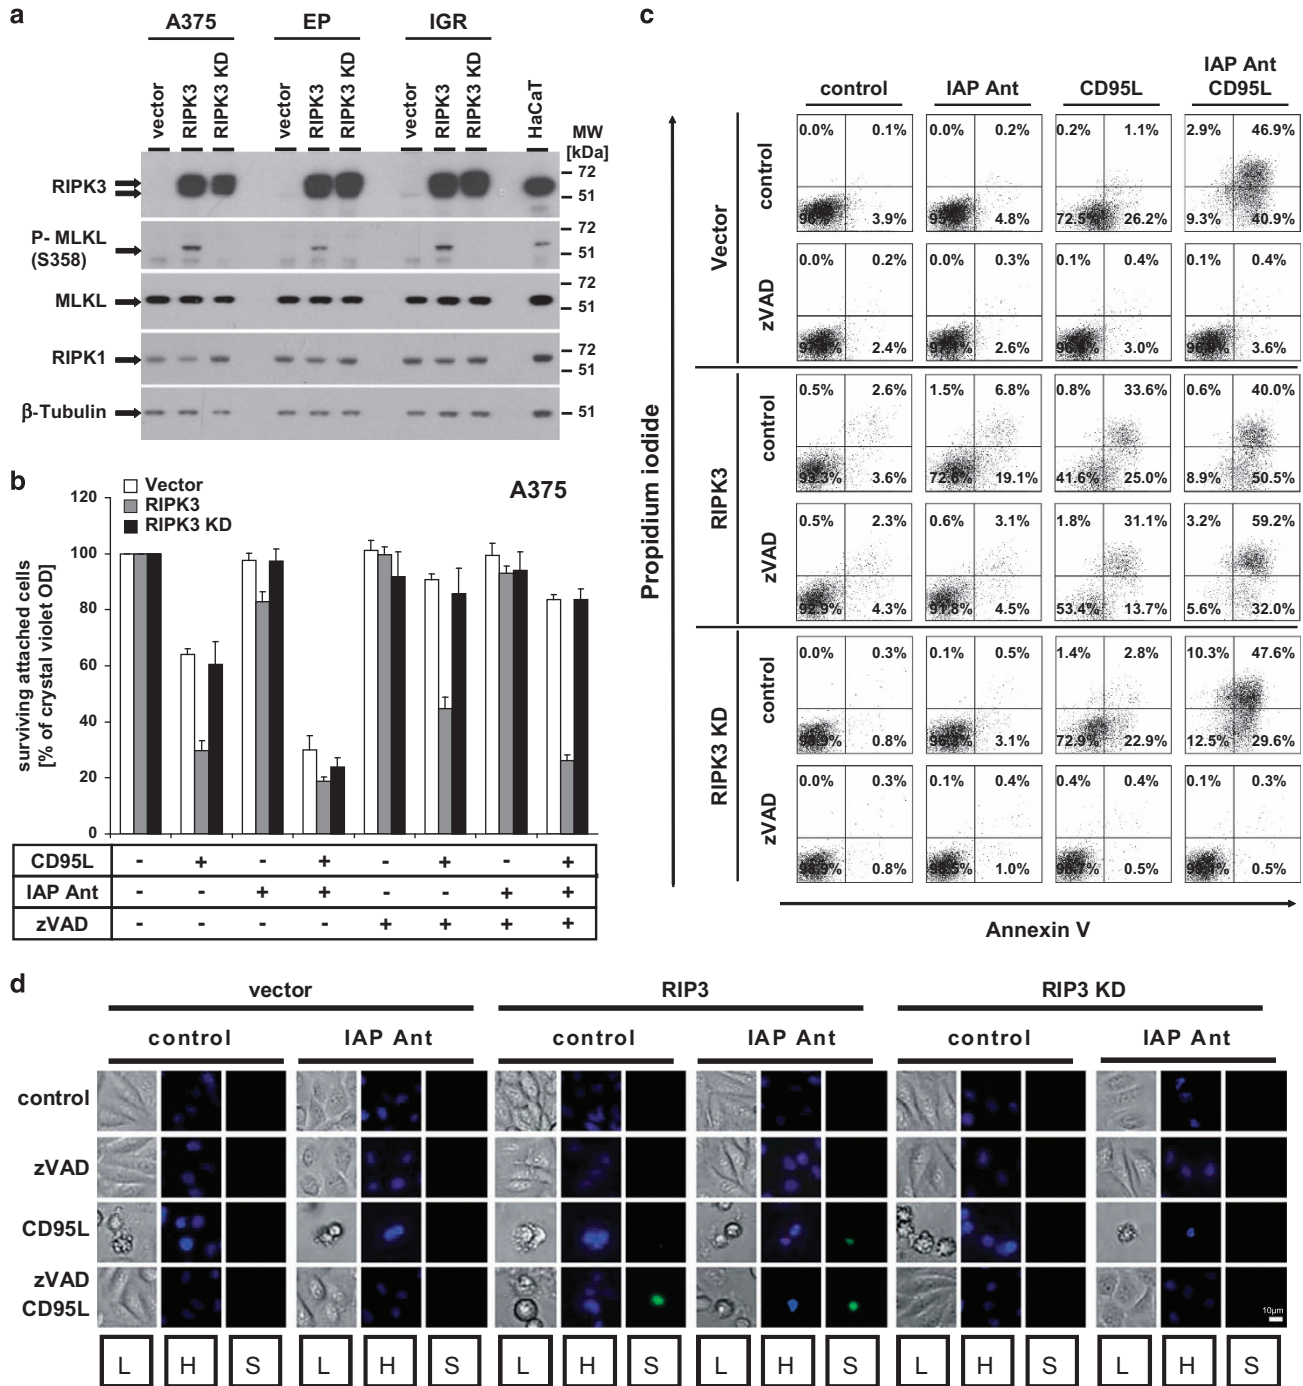 a
A375
EP
IGR
vector
RIPK3
RIPK3 KD
vector
RIPK3
RIPK3 KD
vector
RIPK3
RIPK3 KD
HaCaT
MW
[kDa]
RIPK3
72
51
P- MLKL
(S358)
72
51
MLKL
72
51
RIPK1
72
51
β-Tubulin
51
b
Vector
RIPK3
RIPK3 KD
A375
surviving attached cells
[% of crystal violet OD]
120
100
80
60
40
20
0
CD95L - + - + - + - +
IAP Ant - - + + - - + +
zVAD - - - - + + + +
c
control
IAP Ant
CD95L
IAP Ant
CD95L
Propidium iodide
Annexin V
Vector
control
0.0% 0.1% 0.0% 0.2% 0.2% 1.1% 2.9% 46.9%
3.9% 4.8% 72.5% 26.2% 9.3% 40.9%
zVAD
0.0% 0.2% 0.0% 0.3% 0.1% 0.4% 0.1% 0.4%
2.4% 2.6% 3.0% 3.6%
RIPK3
control
0.5% 2.6% 1.5% 6.8% 0.8% 33.6% 0.6% 40.0%
93.3% 3.6% 72.6% 19.1% 41.6% 25.0% 8.9% 50.5%
zVAD
0.5% 2.3% 0.6% 3.1% 1.8% 31.1% 3.2% 59.2%
92.9% 4.3% 91.8% 4.5% 53.4% 13.7% 5.6% 32.0%
RIPK3 KD
control
0.0% 0.3% 0.1% 0.5% 1.4% 2.8% 10.3% 47.6%
98.9% 0.8% 3.1% 72.9% 22.9% 12.5% 29.6%
zVAD
0.0% 0.3% 0.1% 0.4% 0.4% 0.4% 0.1% 0.3%
98.9% 0.8% 98.5% 1.0% 0.5% 0.5%
d
vector
RIP3
RIP3 KD
control
IAP Ant
control
IAP Ant
control
IAP Ant
control
zVAD
CD95L
zVAD
CD95L
10µm
L H S L H S L H S L H S L H S L H S